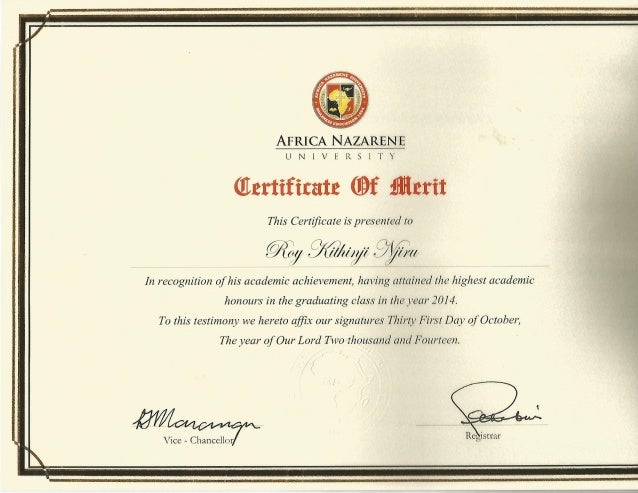 AFRICA NAZARENE
UNIVERSITY
Certificate Of Merit
This Certificate is presented to
Roy Kithinji Njiru
In recognition of his academic achievement, having attained the highest academic
honours in the graduating class in the year 2014.
To this testimony we hereto affix our signatures Thirty First Day of October,
The year of Our Lord Two thousand and Fourteen.
Vice - Chancellor
Registrar